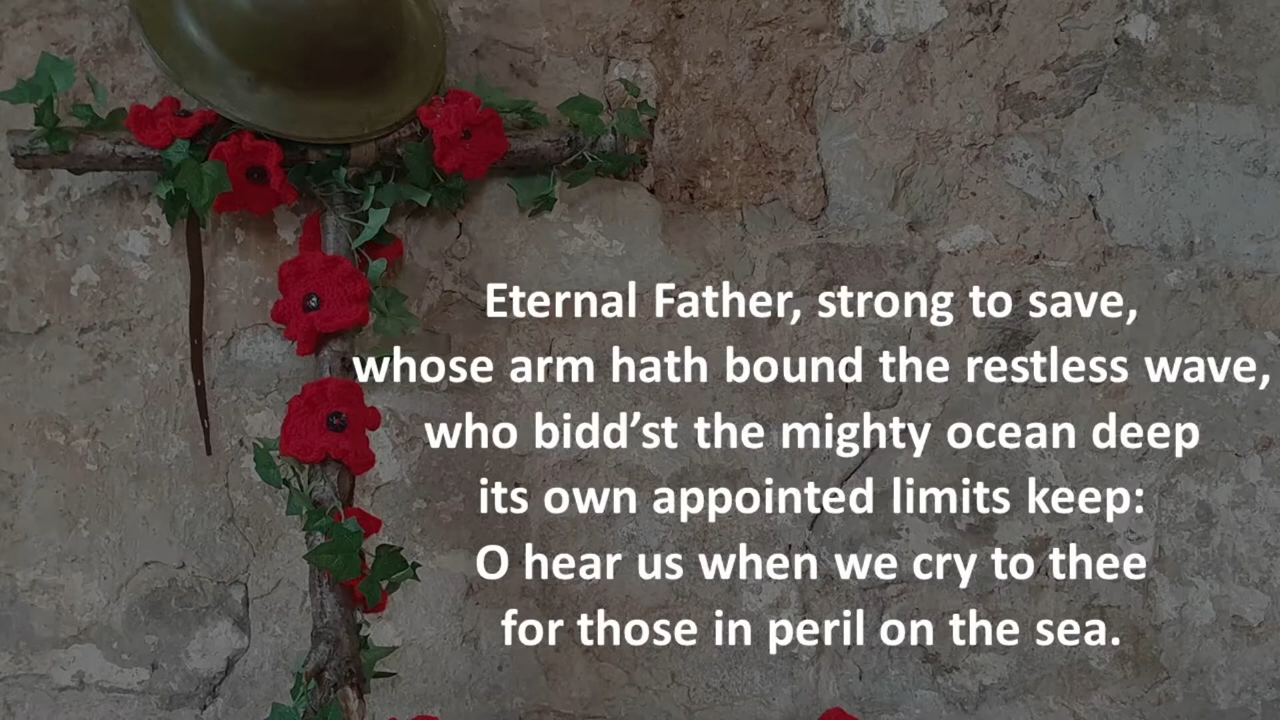 Eternal Father, strong to save,
whose arm hath bound the restless wave,
who bidd’st the mighty ocean deep
its own appointed limits keep:
O hear us when we cry to thee
for those in peril on the sea.